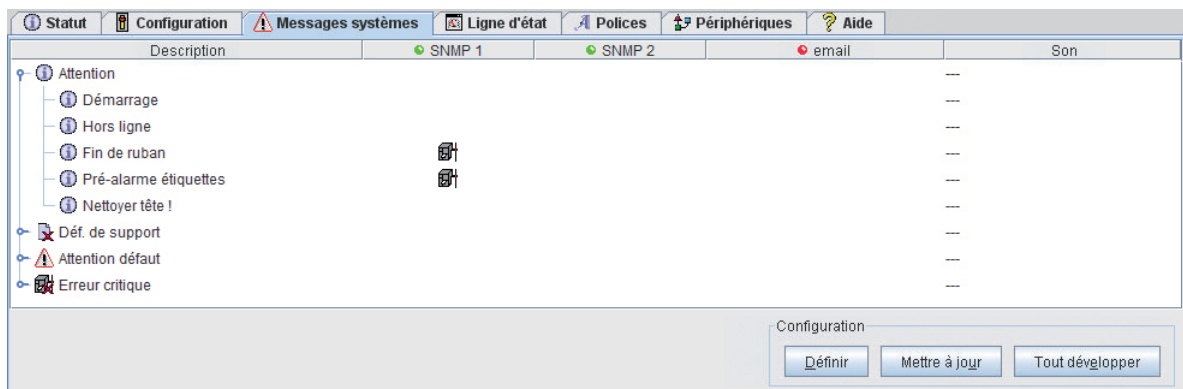 Statut Configuration Messages systèmes Ligne d'état Polices Périphériques Aide
Description SNMP 1 SNMP 2 email Son
Attention ---
Démarrage ---
Hors ligne ---
Fin de ruban ---
Pré-alarme étiquettes ---
Nettoyer tête ! ---
Déf. de support ---
Attention défaut ---
Erreur critique ---
Configuration
Définir Mettre à jour Tout développer